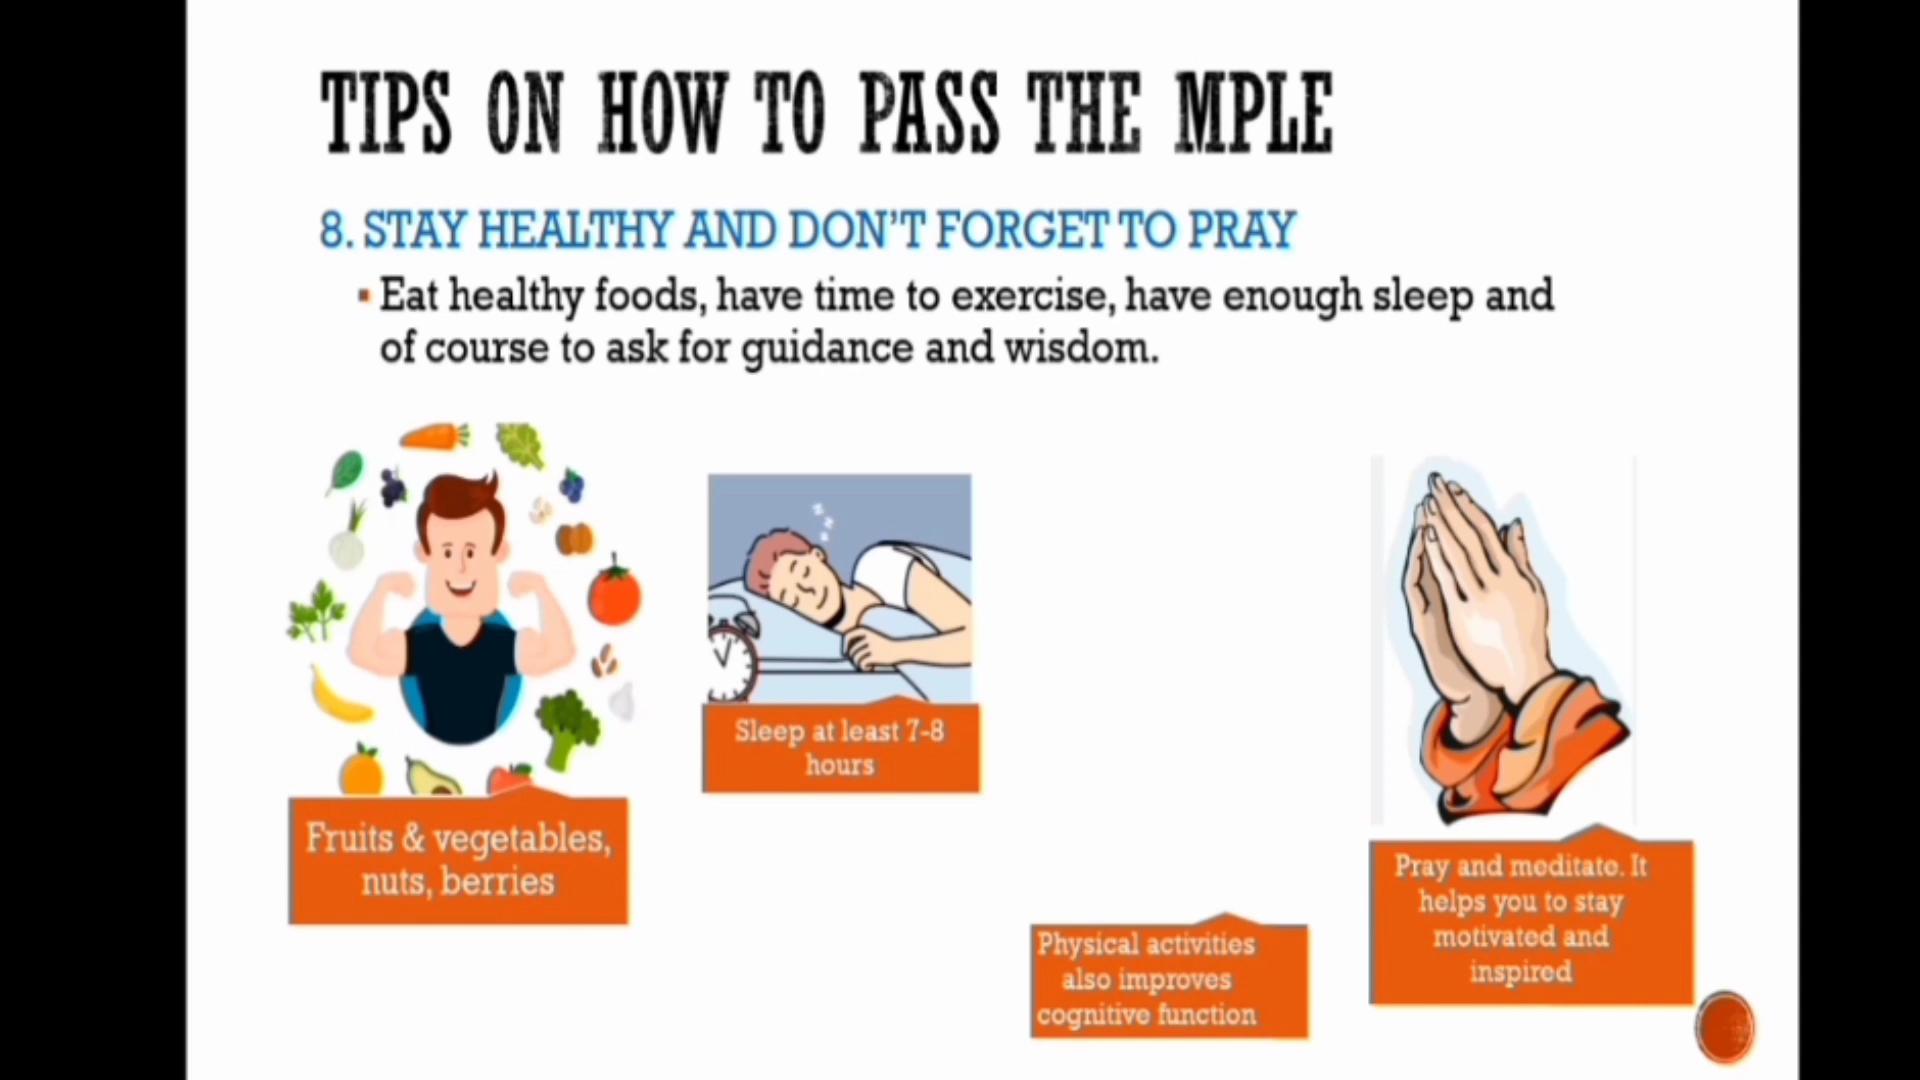 TIPS ON HOW TO PASS THE MPLE
8. STAY HEALTHY AND DON'T FORGET TO PRAY
Eat healthy foods, have time to exercise, have enough sleep and
of course to ask for guidance and wisdom.
Fruits & vegetables,
nuts, berries
Sleep at least 7-8
hours
Physical activities
also improves
cognitive function
Pray and meditate. It
helps you to stay
motivated and
inspired